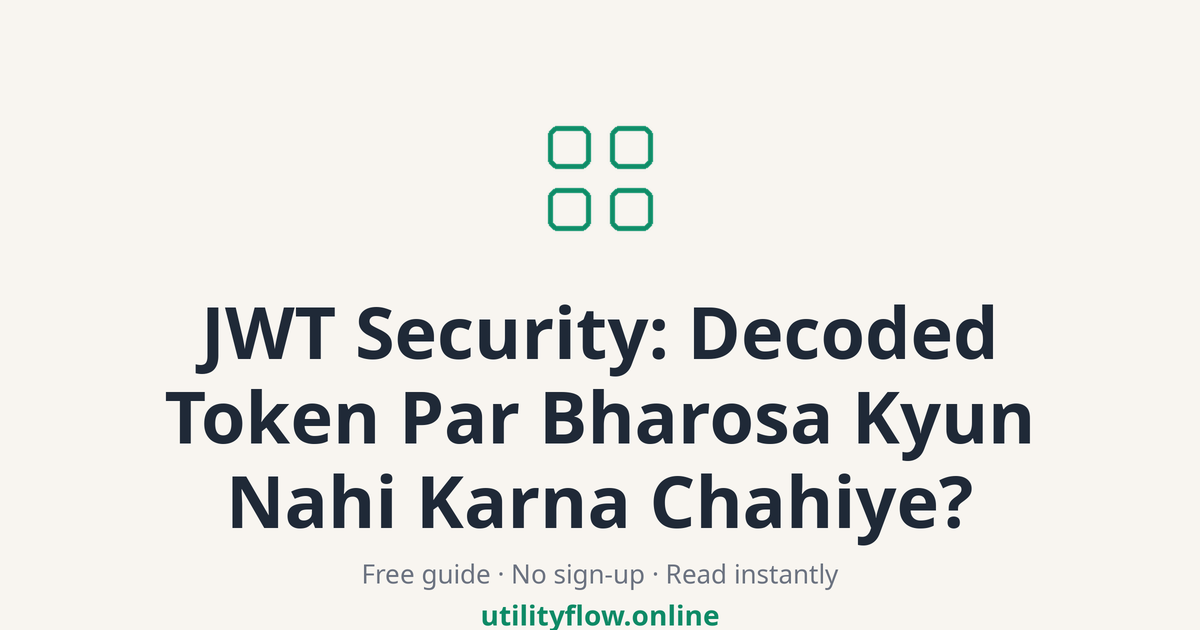 JWT Security: Decoded
Token Par Bharosa Kyun
Nahi Karna Chahiye?
Free guide · No sign-up · Read instantly
utilityflow.online